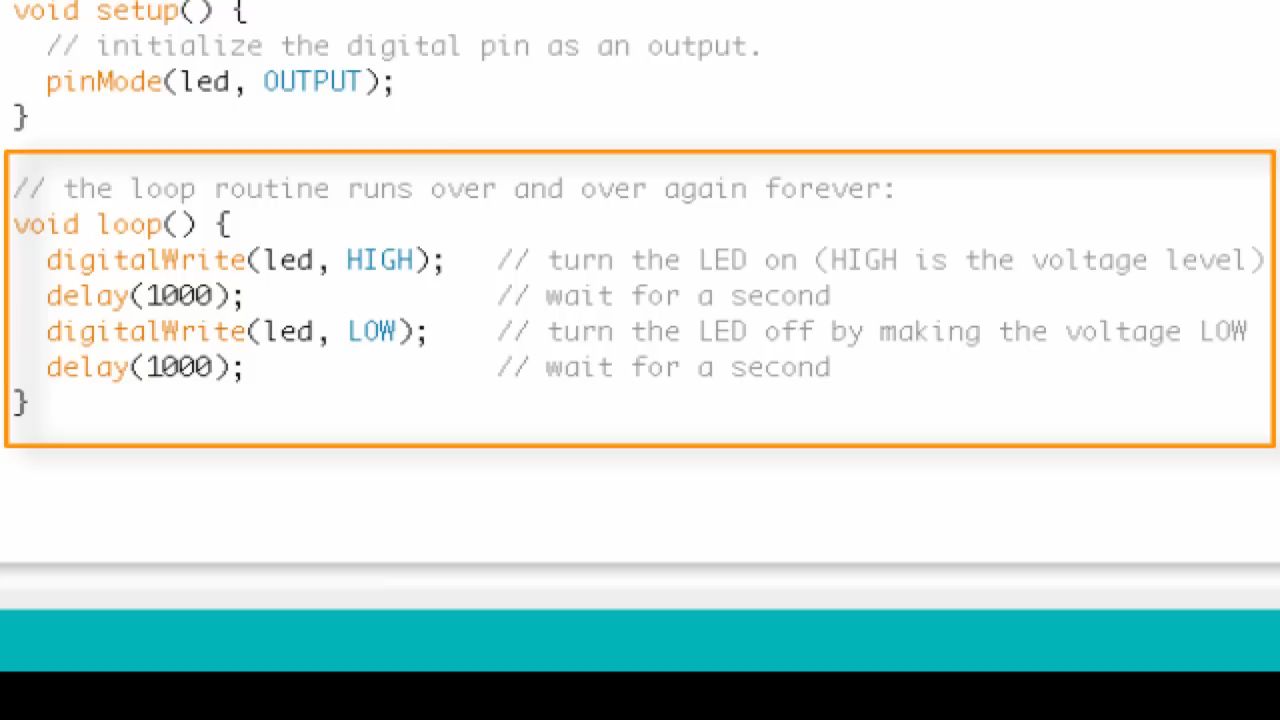 void setup() {
  // initialize the digital pin as an output.
  pinMode(led, OUTPUT);
}
// the loop routine runs over and over again forever:
void loop() {
  digitalWrite(led, HIGH);   // turn the LED on (HIGH is the voltage level)
  delay(1000);               // wait for a second
  digitalWrite(led, LOW);    // turn the LED off by making the voltage LOW
  delay(1000);               // wait for a second
}